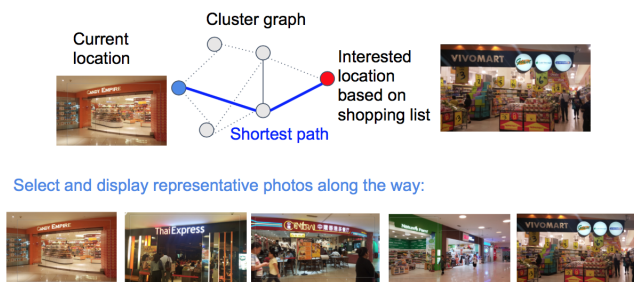 Cluster graph
Current
location
Interested
location
based on
shopping list
Shortest path
CANDY EMPIRE
VIVOMART
Select and display representative photos along the way:
CANDY EMPIRE
ThaiExpress
VIVOMART